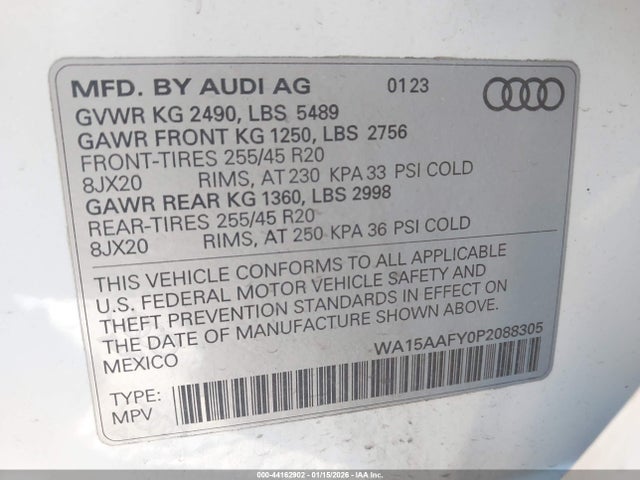 MFD. BY AUDI AG 01 23
GVWR KG 2490, LBS 5489
GAWR FRONT KG 1250, LBS 2756
FRONT-TIRES 255/45 R20
8JX20 RIMS, AT 230 KPA 33 PSI COLD
GAWR REAR KG 1360, LBS 2998
REAR-TIRES 255/45 R20
8JX20 RIMS, AT 250 KPA 36 PSI COLD
THIS VEHICLE CONFORMS TO ALL APPLICABLE
U.S. FEDERAL MOTOR VEHICLE SAFETY AND
THEFT PREVENTION STANDARDS IN EFFECT ON
THE DATE OF MANUFACTURE SHOWN ABOVE.
MEXICO
WA15AAFY0P2088305
TYPE:
MPV
000-44162902 - 01/15/2026 - IAA Inc.